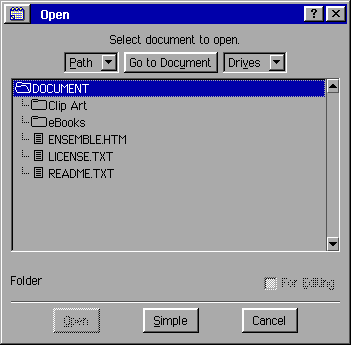 Open
Select document to open.
Path Go to Document Drives
DOCUMENT
Clip Art
eBooks
ENSEMBLE.HTM
LICENSE.TXT
README.TXT
Folder
For Editing
Open Simple Cancel